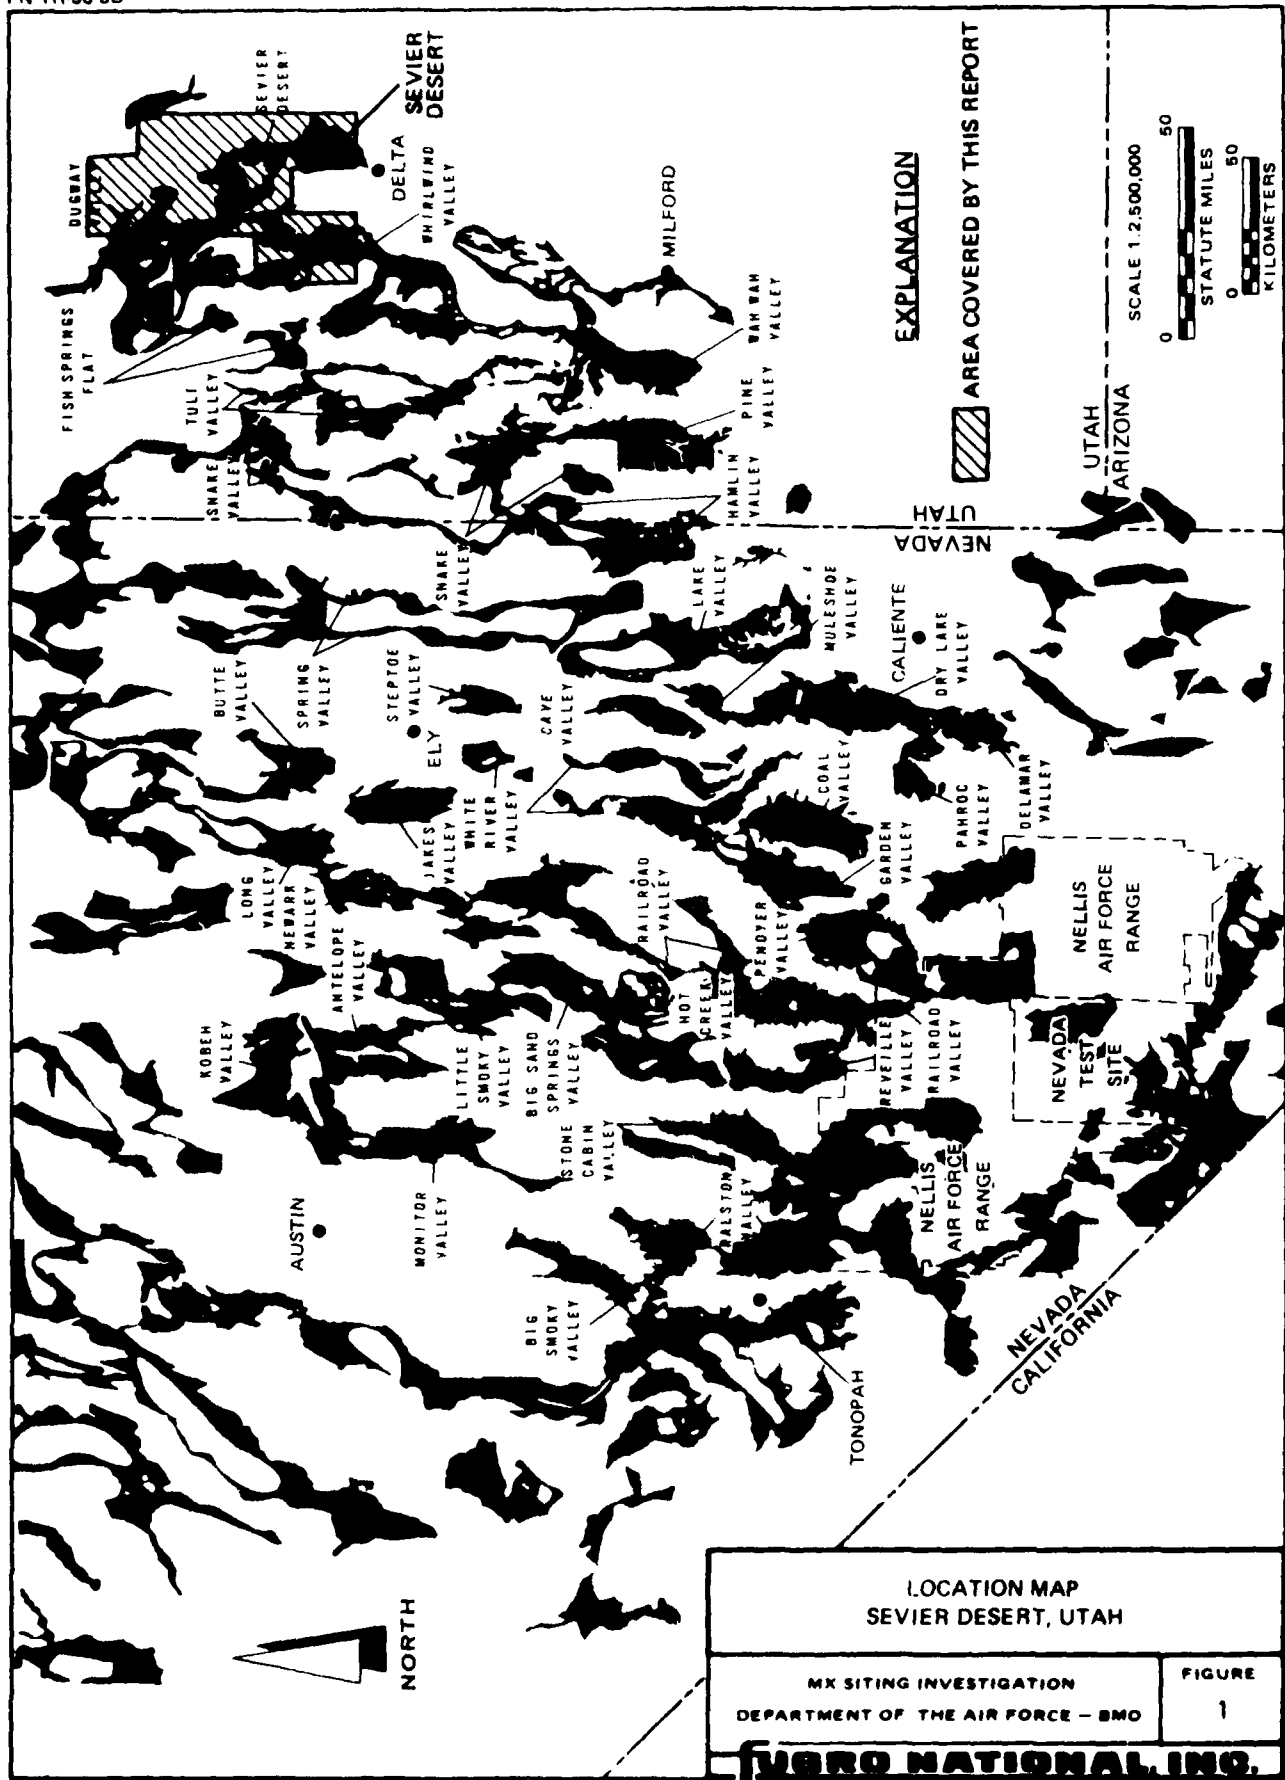 DUGWAY
SEVIER
DESERT
SEVIER
DESERT
DELTA
WHIRLWIND
VALLEY
MILFORD
FISH SPRINGS
FLAT
TULE
VALLEY
SNAKE
VALLEY
WAH WAH
VALLEY
PINE
VALLEY
HAMLIN
VALLEY
SNAKE
VALLEY
LAKE
VALLEY
MULESHOE
VALLEY
SPRING
VALLEY
BUTTE
VALLEY
STEPTOE
VALLEY
ELY
CAVE
VALLEY
CALIENTE
DRY LAKE
VALLEY
JAKES
VALLEY
WHITE
RIVER
VALLEY
COAL
VALLEY
PAHROC
VALLEY
DELAMAR
VALLEY
LONG
VALLEY
NEWARK
VALLEY
ANTELOPE
VALLEY
RAILROAD
VALLEY
GARDEN
VALLEY
PENOYER
VALLEY
KOBEH
VALLEY
LITTLE
SMOKY
VALLEY
BIG SAND
SPRINGS
VALLEY
HOT
CREEK
VALLEY
REVEILLE
VALLEY
RAILROAD
VALLEY
STONE
CABIN
VALLEY
MONITOR
VALLEY
AUSTIN
RALSTON
VALLEY
BIG
SMOKY
VALLEY
TONOPAH
NELLIS
AIR FORCE
RANGE
NEVADA
TEST
SITE
NELLIS
AIR FORCE
RANGE
NEVADA
CALIFORNIA
NEVADA
UTAH
UTAH
ARIZONA
EXPLANATION
AREA COVERED BY THIS REPORT
SCALE 1:2,500,000
0 50
STATUTE MILES
0 50
KILOMETERS
NORTH
LOCATION MAP
SEVIER DESERT, UTAH
MX SITING INVESTIGATION
DEPARTMENT OF THE AIR FORCE – BMO
FIGURE
1
FUGRO NATIONAL, INC.